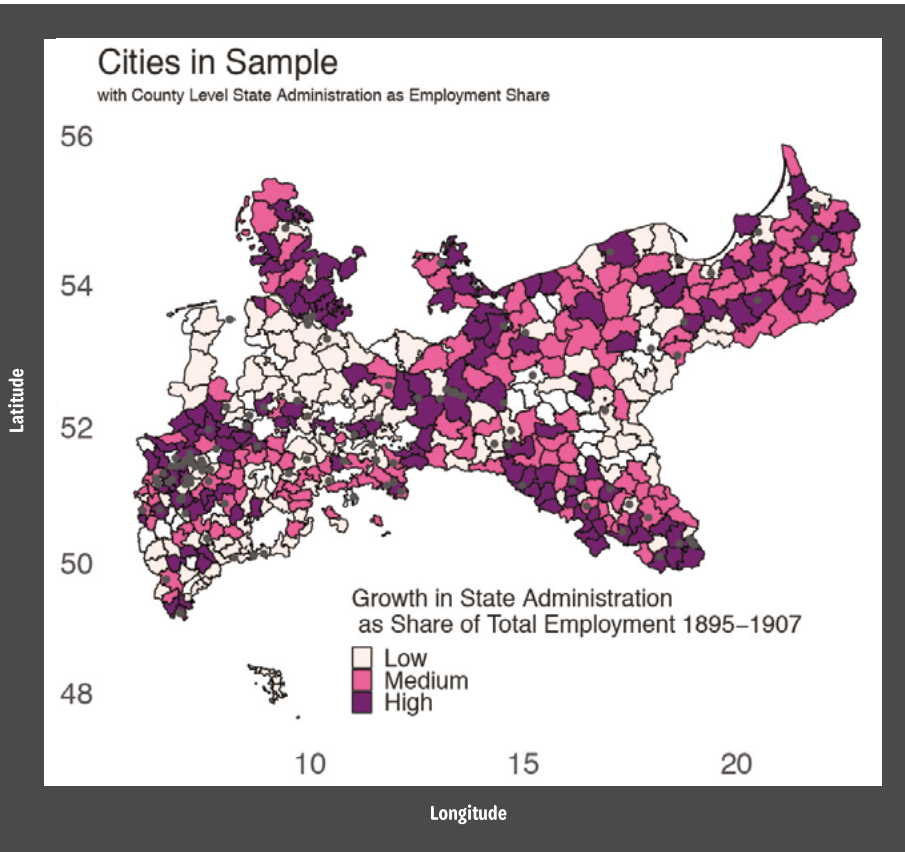 Cities in Sample
with County Level State Administration as Employment Share
56
54
52
50
48
Latitude
Growth in State Administration
as Share of Total Employment 1895–1907
Low
Medium
High
10
15
20
Longitude